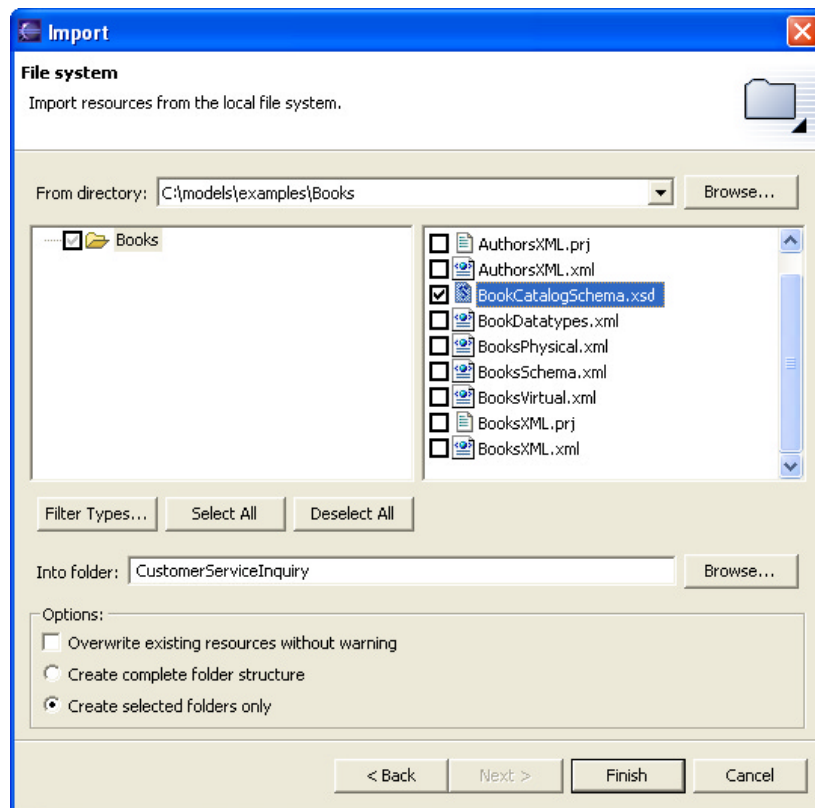 Import
File system
Import resources from the local file system.
From directory: C:\models\examples\Books Browse...
Books
AuthorsXML.prj
AuthorsXML.xml
BookCatalogSchema.xsd
BookDatatypes.xml
BooksPhysical.xml
BooksSchema.xml
BooksVirtual.xml
BooksXML.prj
BooksXML.xml
Filter Types... Select All Deselect All
Into folder: CustomerServiceInquiry Browse...
Options:
Overwrite existing resources without warning
Create complete folder structure
Create selected folders only
< Back Next > Finish Cancel